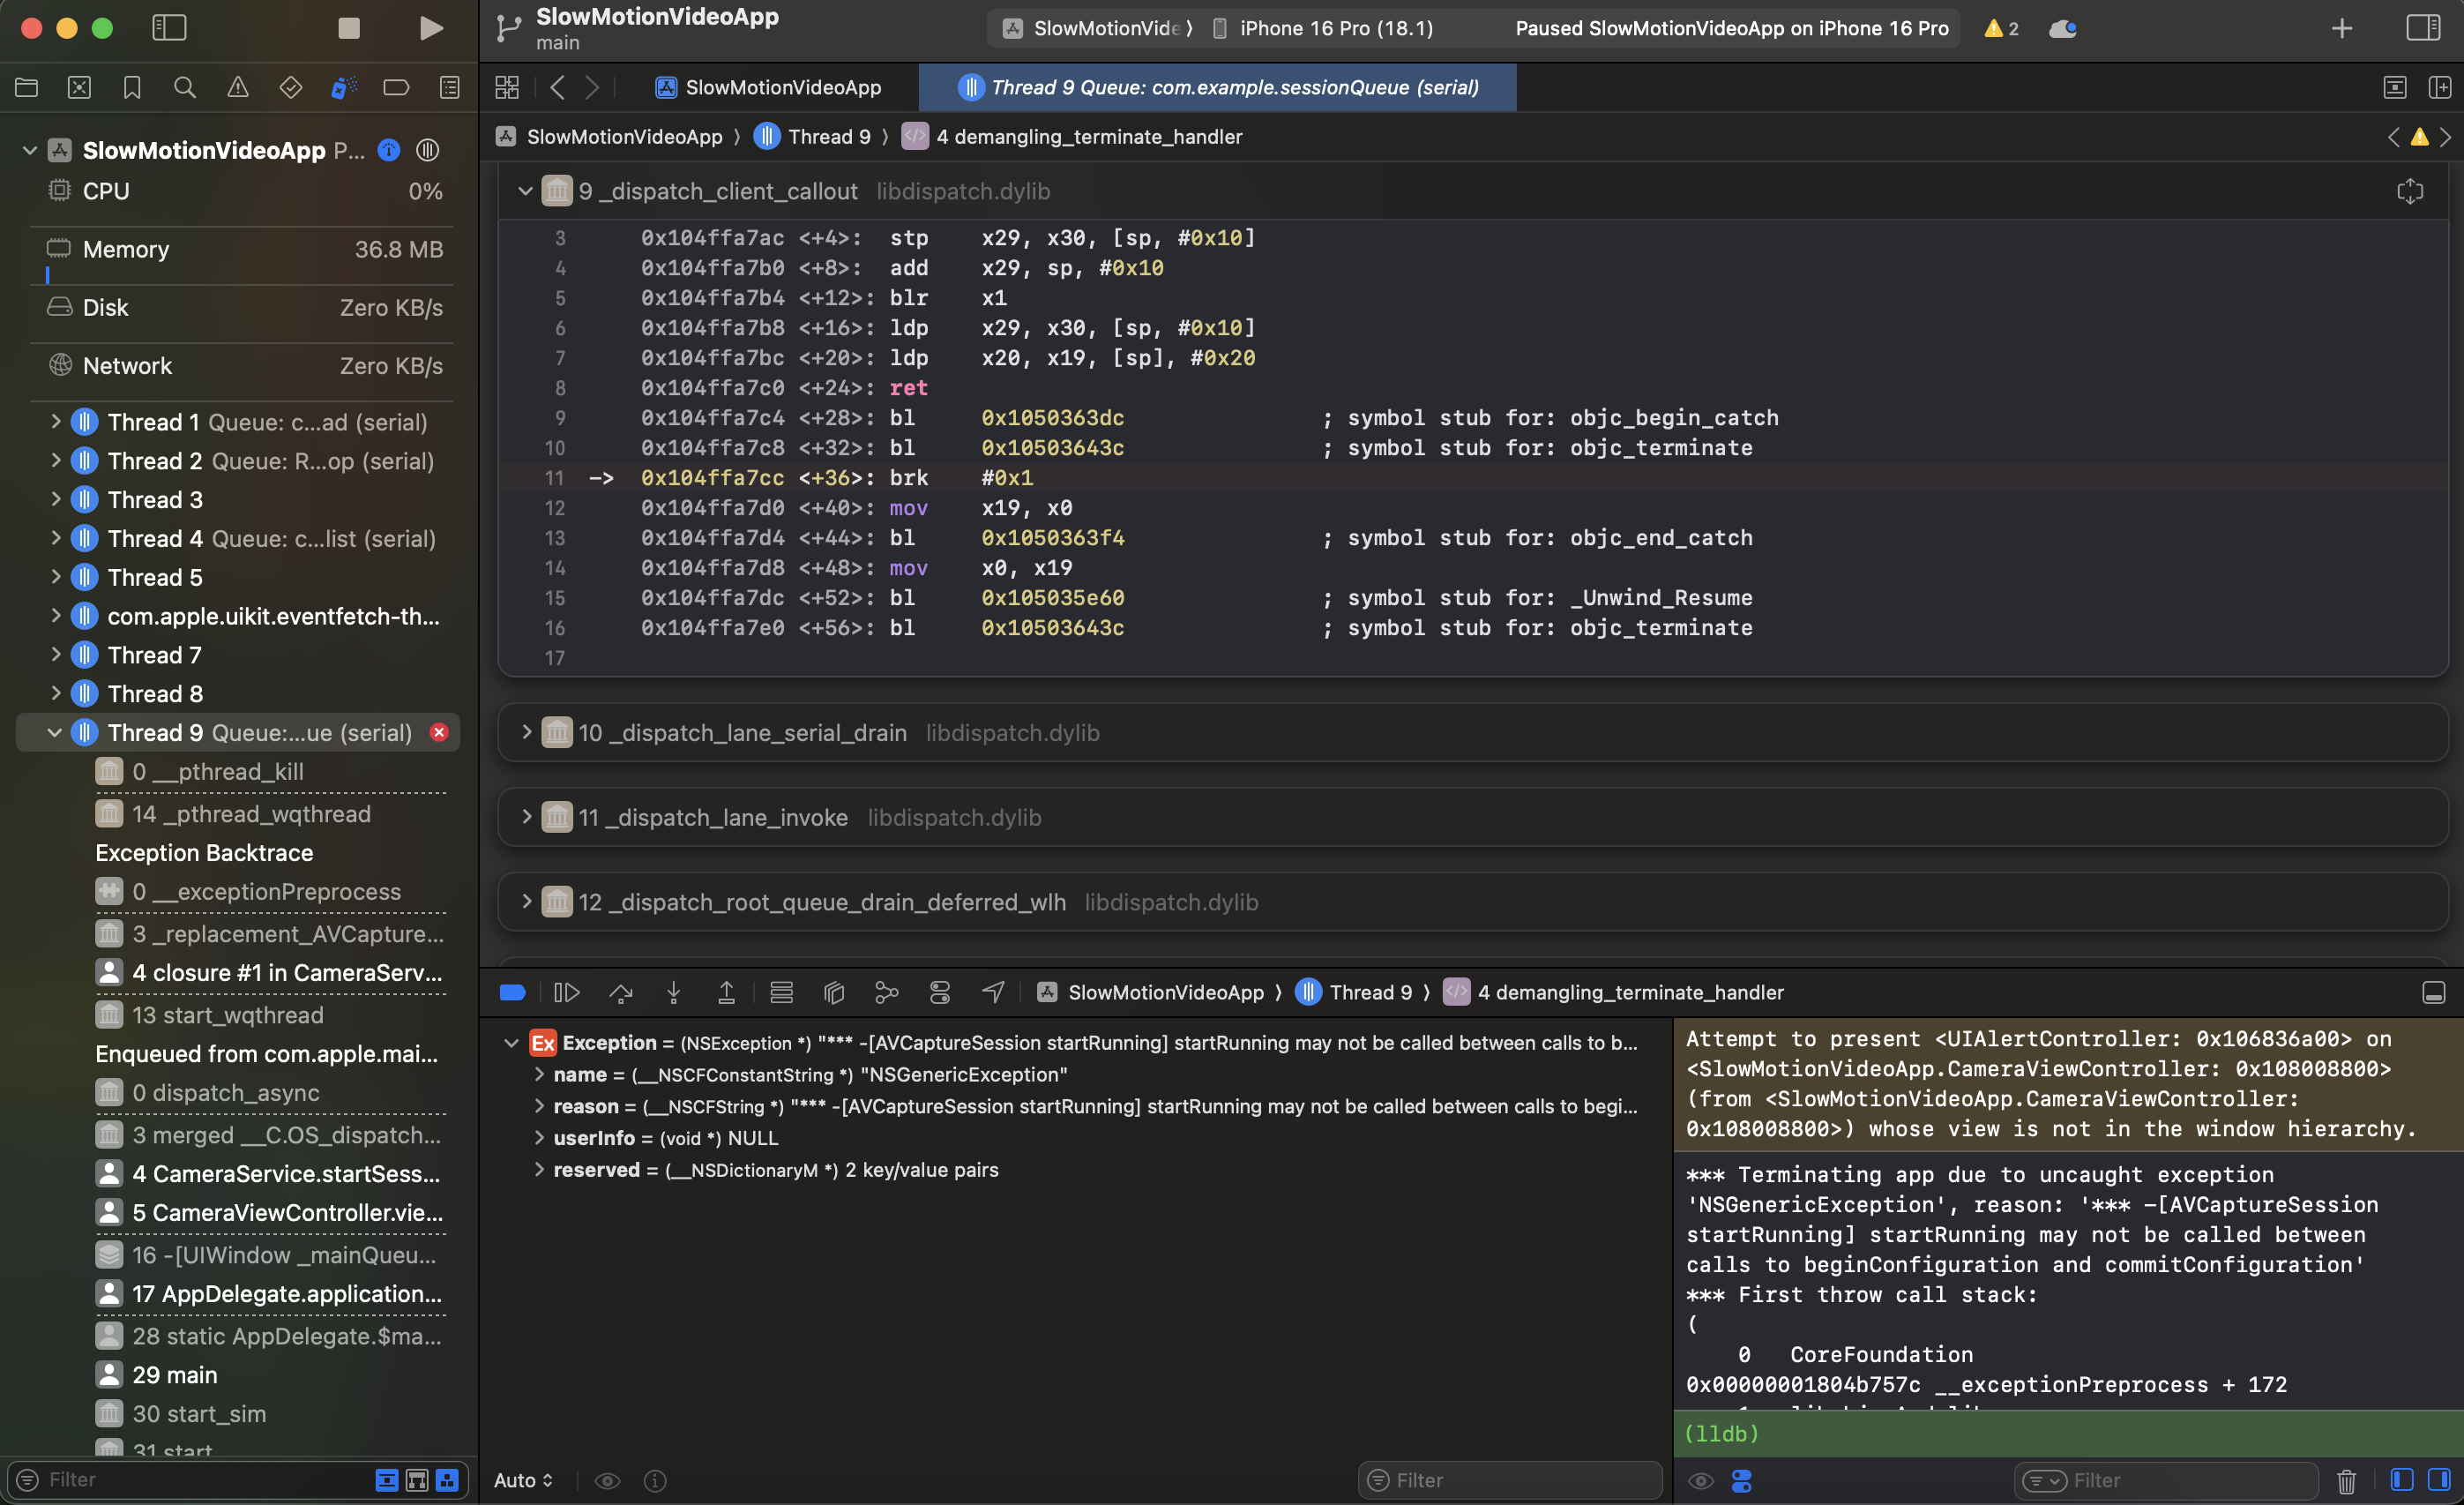 SlowMotionVideoApp
main
SlowMotionVide
iPhone 16 Pro (18.1)
Paused SlowMotionVideoApp on iPhone 16 Pro
2
SlowMotionVideoApp P...
CPU 0%
Memory 36.8 MB
Disk Zero KB/s
Network Zero KB/s
Thread 1 Queue: c...ad (serial)
Thread 2 Queue: R...op (serial)
Thread 3
Thread 4 Queue: c...list (serial)
Thread 5
com.apple.uikit.eventfetch-th...
Thread 7
Thread 8
Thread 9 Queue:...ue (serial)
0 __pthread_kill
14 _pthread_wqthread
Exception Backtrace
0 __exceptionPreprocess
3 _replacement_AVCapture...
4 closure #1 in CameraServ...
13 start_wqthread
Enqueued from com.apple.mai...
0 dispatch_async
3 merged __C.OS_dispatch...
4 CameraService.startSess...
5 CameraViewController.vie...
16 -[UIWindow _mainQueu...
17 AppDelegate.application...
28 static AppDelegate.$ma...
29 main
30 start_sim
31 start
Filter
SlowMotionVideoApp
Thread 9 Queue: com.example.sessionQueue (serial)
SlowMotionVideoApp ⟩ Thread 9 ⟩ 4 demangling_terminate_handler
9 _dispatch_client_callout libdispatch.dylib
3 0x104ffa7ac <+4>: stp x29, x30, [sp, #0x10]
4 0x104ffa7b0 <+8>: add x29, sp, #0x10
5 0x104ffa7b4 <+12>: blr x1
6 0x104ffa7b8 <+16>: ldp x29, x30, [sp, #0x10]
7 0x104ffa7bc <+20>: ldp x20, x19, [sp], #0x20
8 0x104ffa7c0 <+24>: ret
9 0x104ffa7c4 <+28>: bl 0x1050363dc ; symbol stub for: objc_begin_catch
10 0x104ffa7c8 <+32>: bl 0x10503643c ; symbol stub for: objc_terminate
11 -> 0x104ffa7cc <+36>: brk #0x1
12 0x104ffa7d0 <+40>: mov x19, x0
13 0x104ffa7d4 <+44>: bl 0x1050363f4 ; symbol stub for: objc_end_catch
14 0x104ffa7d8 <+48>: mov x0, x19
15 0x104ffa7dc <+52>: bl 0x105035e60 ; symbol stub for: _Unwind_Resume
16 0x104ffa7e0 <+56>: bl 0x10503643c ; symbol stub for: objc_terminate
17
10 _dispatch_lane_serial_drain libdispatch.dylib
11 _dispatch_lane_invoke libdispatch.dylib
12 _dispatch_root_queue_drain_deferred_wlh libdispatch.dylib
SlowMotionVideoApp ⟩ Thread 9 ⟩ 4 demangling_terminate_handler
Ex Exception = (NSException *) "*** -[AVCaptureSession startRunning] startRunning may not be called between calls to b...
name = (__NSCFConstantString *) "NSGenericException"
reason = (__NSCFString *) "*** -[AVCaptureSession startRunning] startRunning may not be called between calls to begi...
userInfo = (void *) NULL
reserved = (__NSDictionaryM *) 2 key/value pairs
Auto
Filter
Attempt to present <UIAlertController: 0x106836a00> on
<SlowMotionVideoApp.CameraViewController: 0x108008800>
(from <SlowMotionVideoApp.CameraViewController:
0x108008800>) whose view is not in the window hierarchy.
*** Terminating app due to uncaught exception
'NSGenericException', reason: '*** -[AVCaptureSession
startRunning] startRunning may not be called between
calls to beginConfiguration and commitConfiguration'
*** First throw call stack:
(
0 CoreFoundation
0x00000001804b757c __exceptionPreprocess + 172
(lldb)
Filter